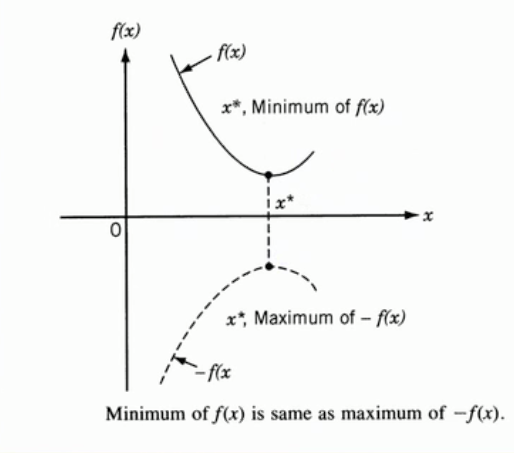 f(x)
f(x)
x*, Minimum of f(x)
x*
x
0
x*, Maximum of – f(x)
–f(x
Minimum of f(x) is same as maximum of −f(x).